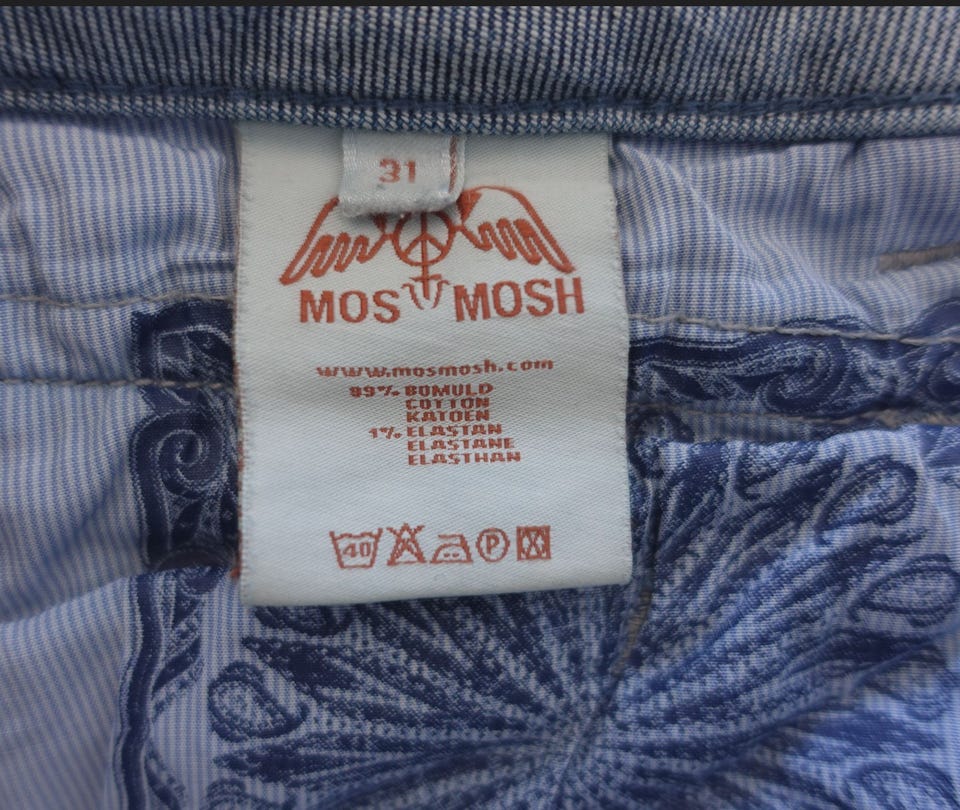 31
MOS MOSH
www.mosmosh.com
99% BOMULD
COTTON
KATOEN
1% ELASTAN
ELASTANE
ELASTHAN
40 P